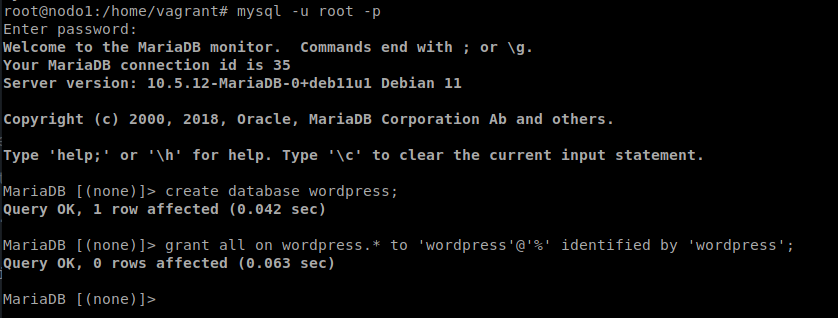 root@nodo1:/home/vagrant# mysql -u root -p
Enter password:
Welcome to the MariaDB monitor.  Commands end with ; or \g.
Your MariaDB connection id is 35
Server version: 10.5.12-MariaDB-0+deb11u1 Debian 11
Copyright (c) 2000, 2018, Oracle, MariaDB Corporation Ab and others.
Type 'help;' or '\h' for help. Type '\c' to clear the current input statement.
MariaDB [(none)]> create database wordpress;
Query OK, 1 row affected (0.042 sec)
MariaDB [(none)]> grant all on wordpress.* to 'wordpress'@'%' identified by 'wordpress';
Query OK, 0 rows affected (0.063 sec)
MariaDB [(none)]>